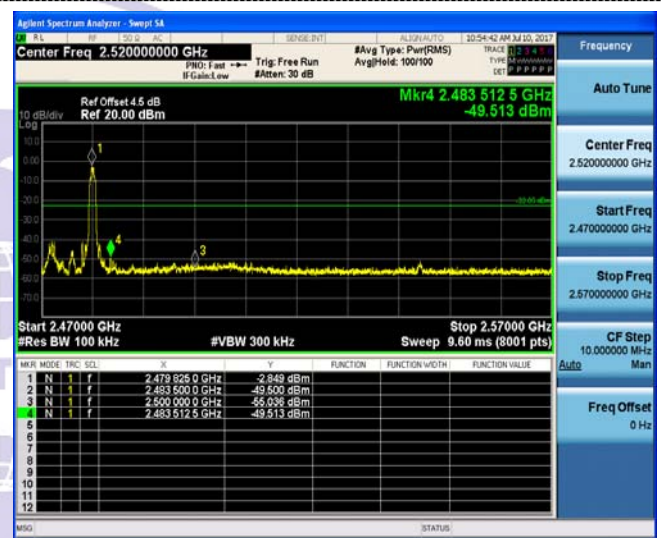 Agilent Spectrum Analyzer - Swept SA
RL RF 50 Ω AC SENSE:INT ALIGN AUTO 10:54:42 AM Jul 10, 2017
Center Freq 2.520000000 GHz #Avg Type: Pwr(RMS) TRACE 1 2 3 4 5 6
PNO: Fast Trig: Free Run Avg|Hold: 100/100 TYPE
IFGain:Low #Atten: 30 dB DET P P P P P P
Frequency
Auto Tune
Center Freq
2.520000000 GHz
Start Freq
2.470000000 GHz
Stop Freq
2.570000000 GHz
CF Step
10.000000 MHz
Auto Man
Freq Offset
0 Hz
Mkr4 2.483 512 5 GHz
-49.513 dBm
Ref Offset 4.5 dB
10 dB/div Ref 20.00 dBm
Log
10.0
0.00
-10.0
-20.0
-30.0
-40.0
-50.0
-60.0
-70.0
1
4
3
Start 2.47000 GHz Stop 2.57000 GHz
#Res BW 100 kHz #VBW 300 kHz Sweep 9.60 ms (8001 pts)
MKR MODE TRC SCL X Y FUNCTION FUNCTION WIDTH FUNCTION VALUE
1 N 1 f 2.479 825 0 GHz -2.849 dBm
2 N 1 f 2.483 500 0 GHz -49.500 dBm
3 N 1 f 2.500 000 0 GHz -55.036 dBm
4 N 1 f 2.483 512 5 GHz -49.513 dBm
5
6
7
8
9
10
11
12
MSG STATUS